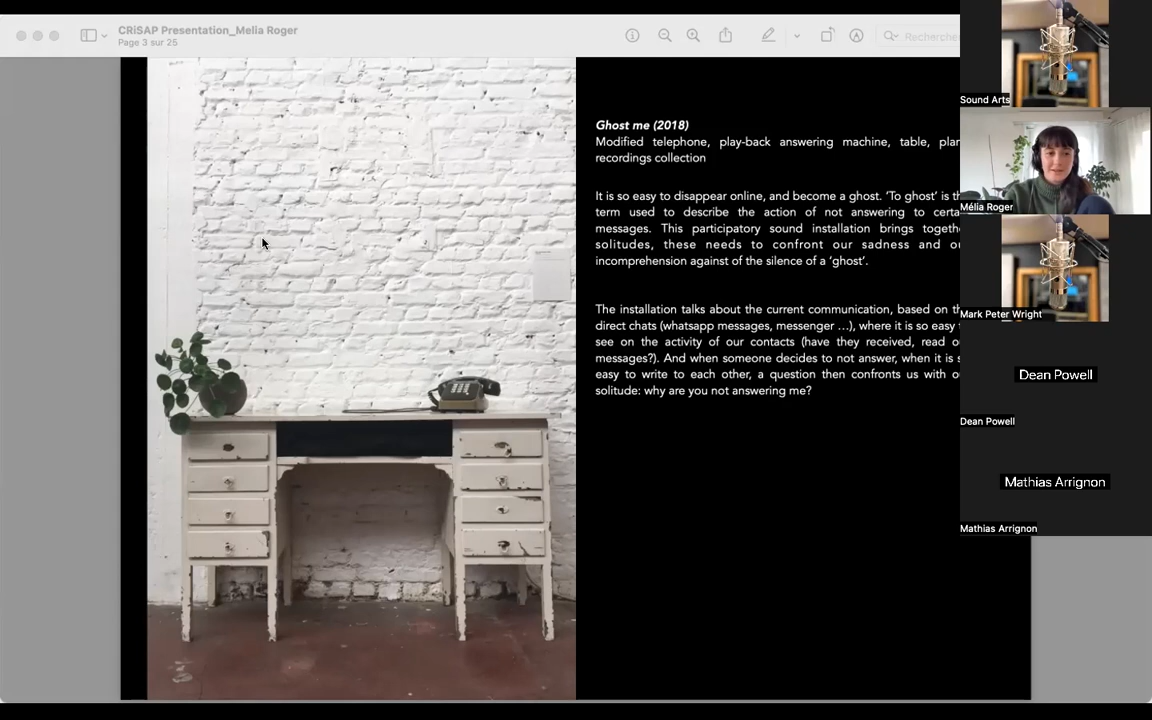 CRiSAP Presentation_Melia Roger
Page 3 sur 25
Recherche
Ghost me (2018)
Modified telephone, play-back answering machine, table,
recordings collection
It is so easy to disappear online, and become a ghost. ‘To ghost’ is
term used to describe the action of not answering to
messages. This participatory sound installation brings
solitudes, these needs to confront our sadness and
incomprehension against of the silence of a ‘ghost’.
The installation talks about the current communication, based on
direct chats (whatsapp messages, messenger ...), where it is so easy
see on the activity of our contacts (have they received, read
messages?). And when someone decides to not answer, when it is
easy to write to each other, a question then confronts us with
solitude: why are you not answering me?
Sound Arts
Mélia Roger
Mark Peter Wright
Dean Powell
Dean Powell
Mathias Arrignon
Mathias Arrignon